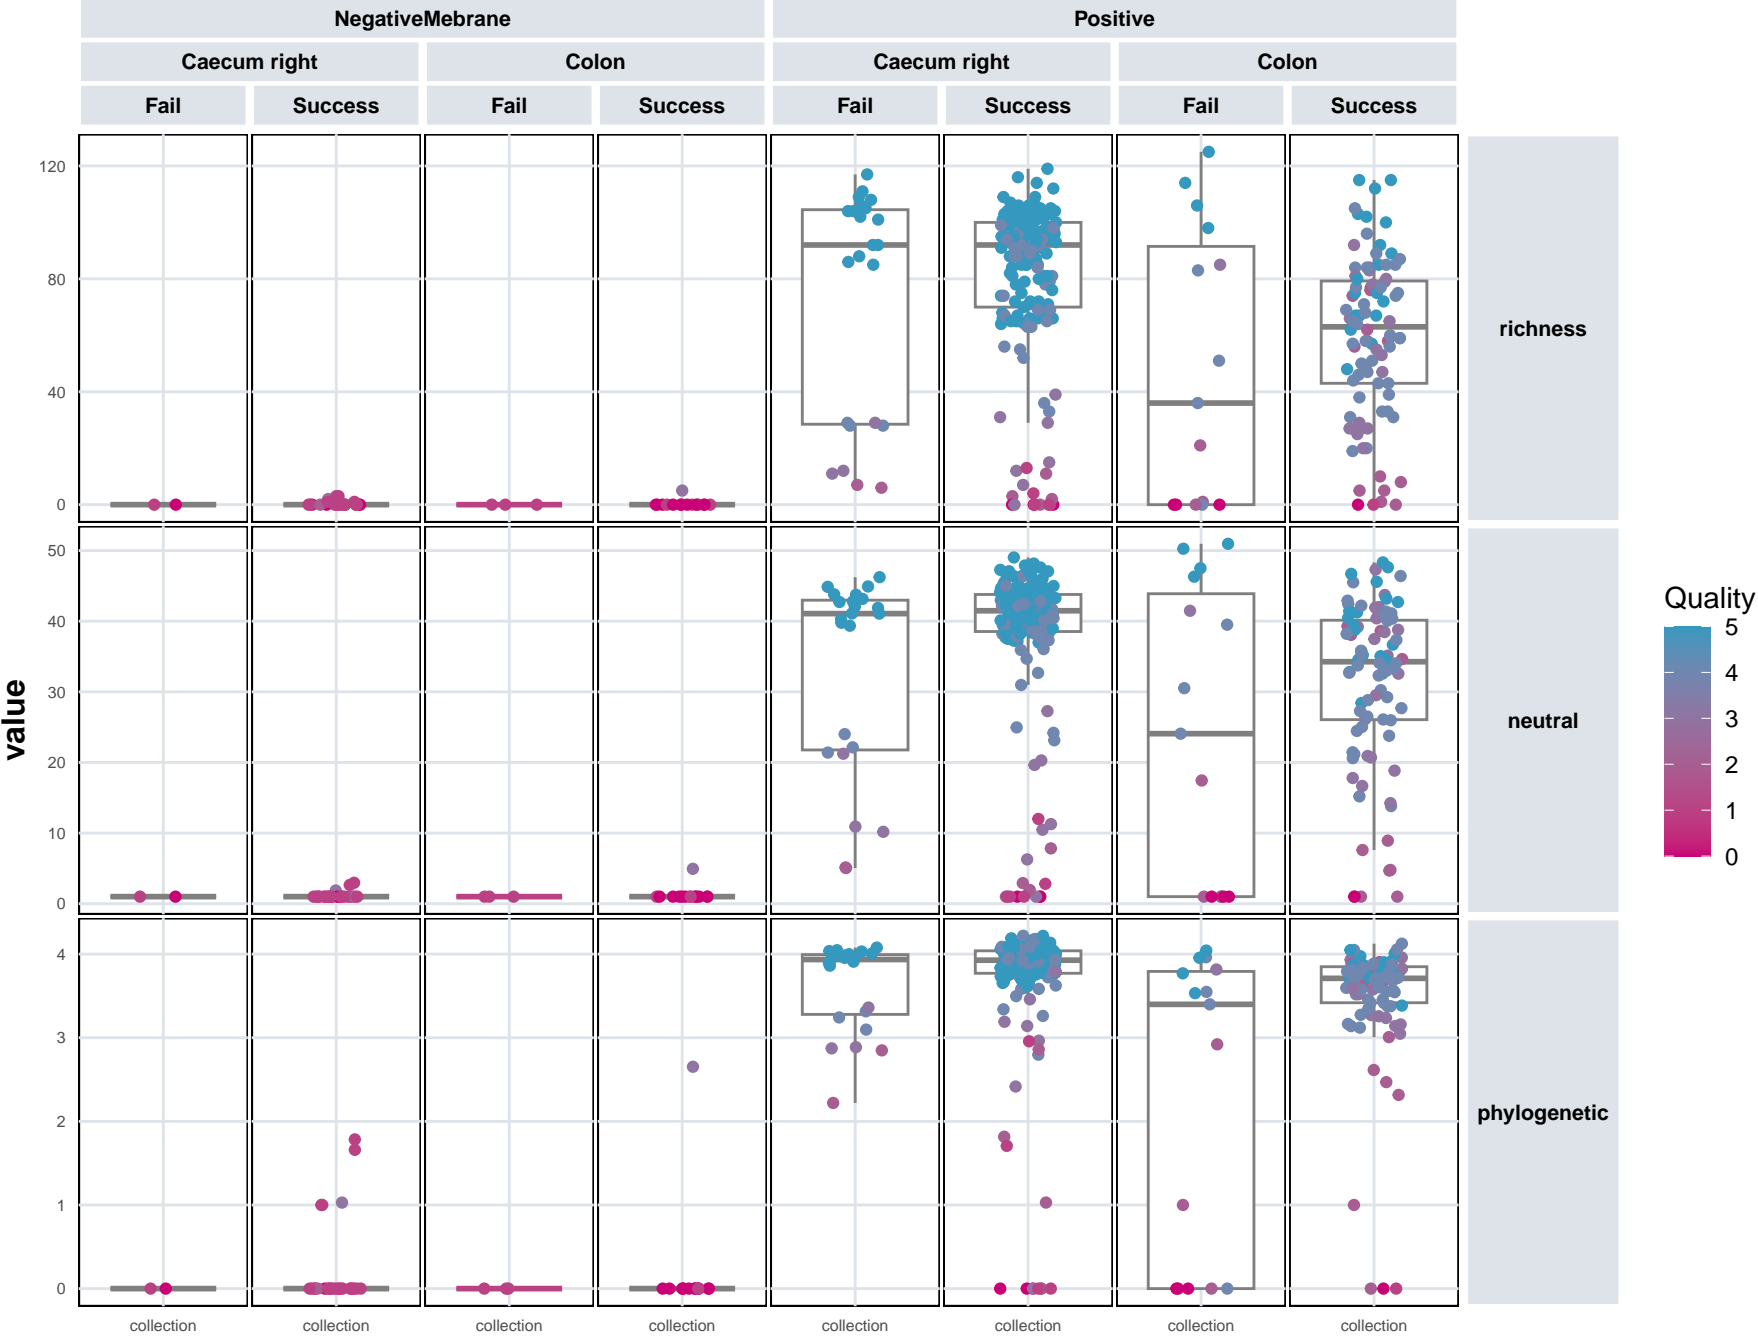 NegativeMebrane Positive
Caecum right Colon Caecum right Colon
Fail Success Fail Success Fail Success Fail Success
120
80
40
0
richness
50
40
30
20
10
0
neutral
4
3
2
1
0
phylogenetic
value
collection collection collection collection collection collection collection collection
Quality
5
4
3
2
1
0